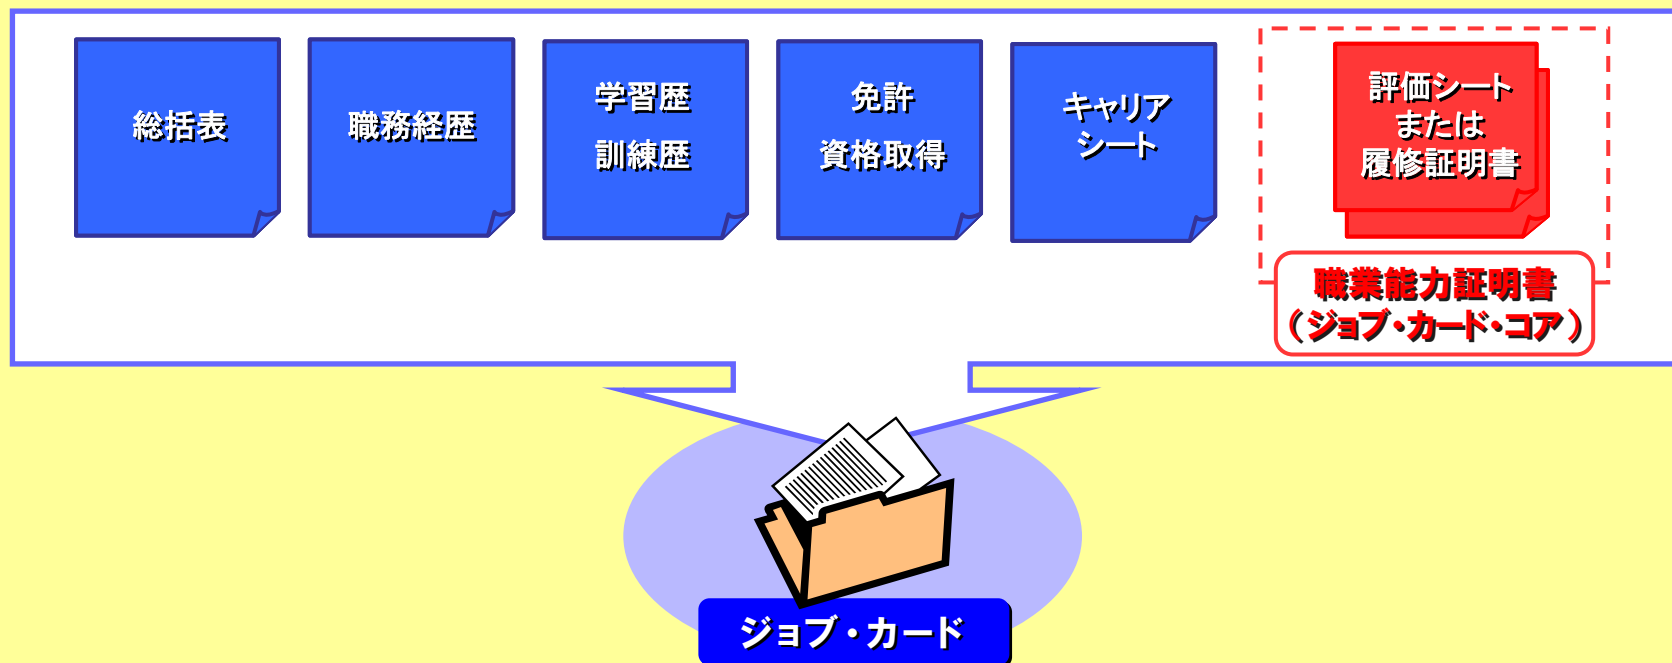 総括表
職務経歴
学習歴
訓練歴
免許
資格取得
キャリア
シート
評価シート
または
履修証明書
職業能力証明書
（ジョブ・カード・コア）
ジョブ・カード